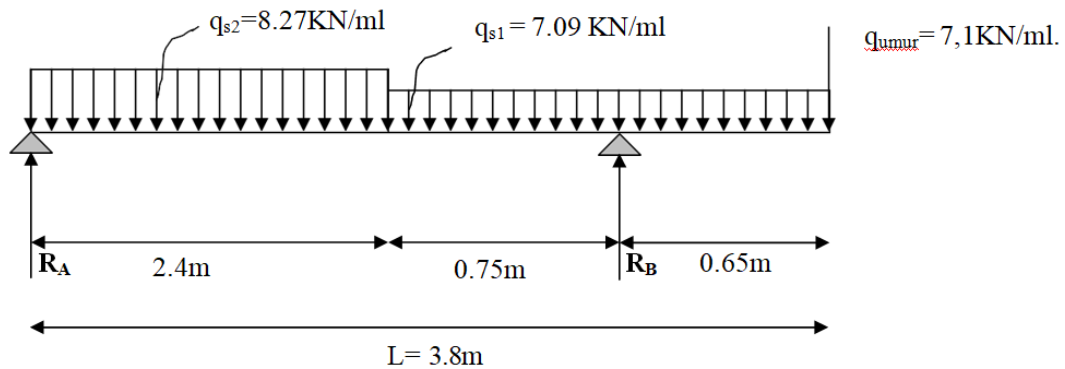 qs2=8.27KN/ml
qs1 = 7.09 KN/ml
qumur= 7,1KN/ml.
RA
2.4m
0.75m
RB
0.65m
L= 3.8m